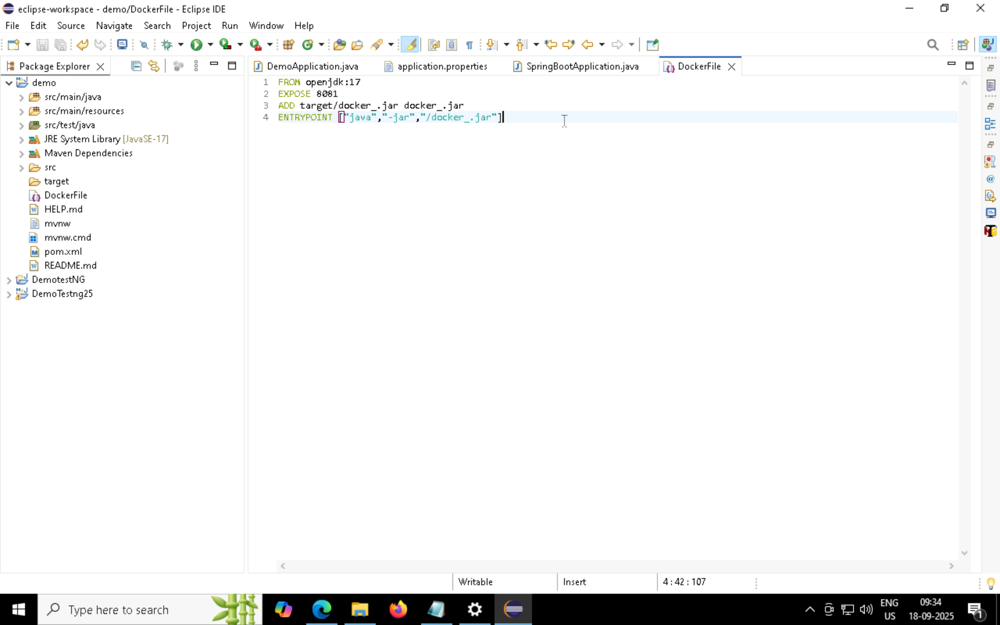 eclipse-workspace - demo/DockerFile - Eclipse IDE
File Edit Source Navigate Search Project Run Window Help
Package Explorer
DemoApplication.java application.properties SpringBootApplication.java DockerFile
demo
src/main/java
src/main/resources
src/test/java
JRE System Library [JavaSE-17]
Maven Dependencies
src
target
DockerFile
HELP.md
mvnw
mvnw.cmd
pom.xml
README.md
DemotestNG
DemoTestng25
1 FROM openjdk:17
2 EXPOSE 8081
3 ADD target/docker_.jar docker_.jar
4 ENTRYPOINT ["java","-jar","/docker_.jar"]
Writable Insert 4 : 42 : 107
Type here to search
ENG
US
09:34
18-09-2025
1